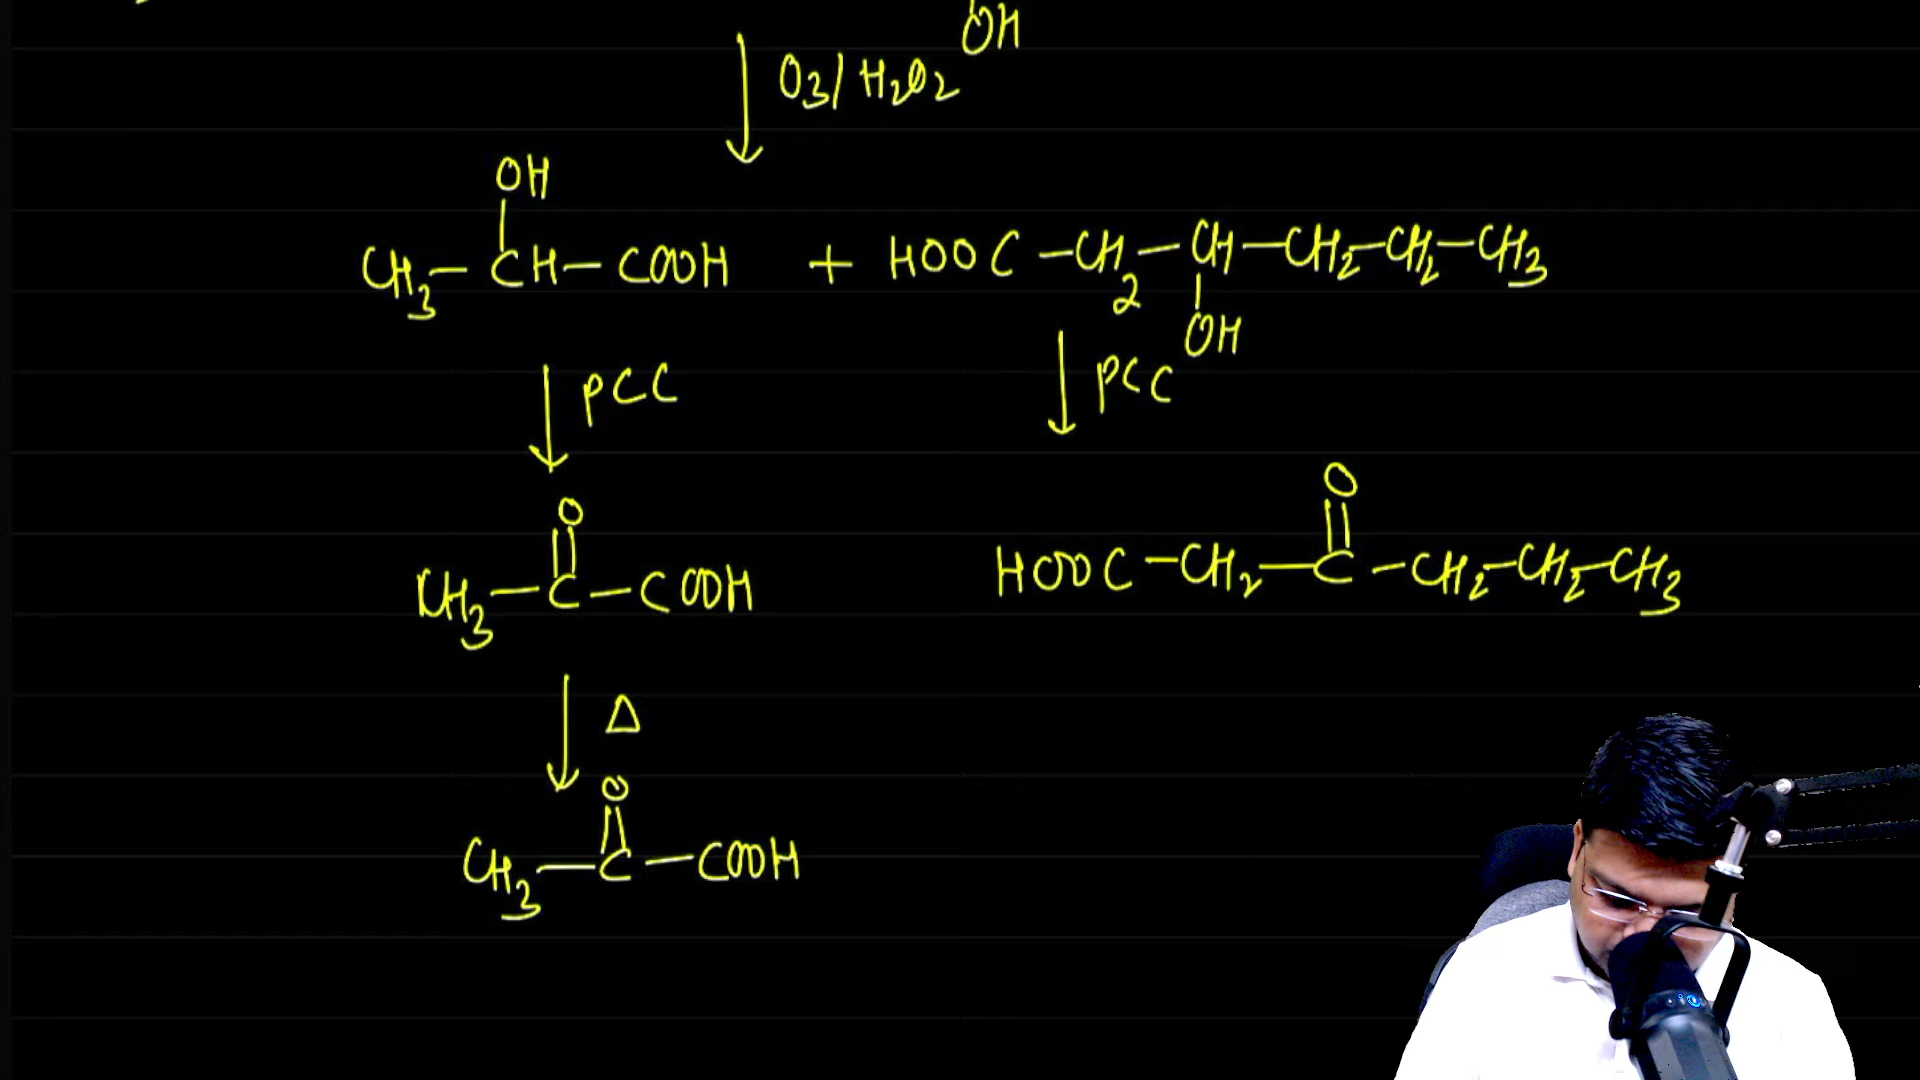 OH
O3/H2O2
OH
CH3-CH-COOH + HOOC-CH2-CH-CH2-CH2-CH3
OH
PCC PCC
O O
CH3-C-COOH HOOC-CH2-C-CH2-CH2-CH3
Δ
O
CH3-C-COOH